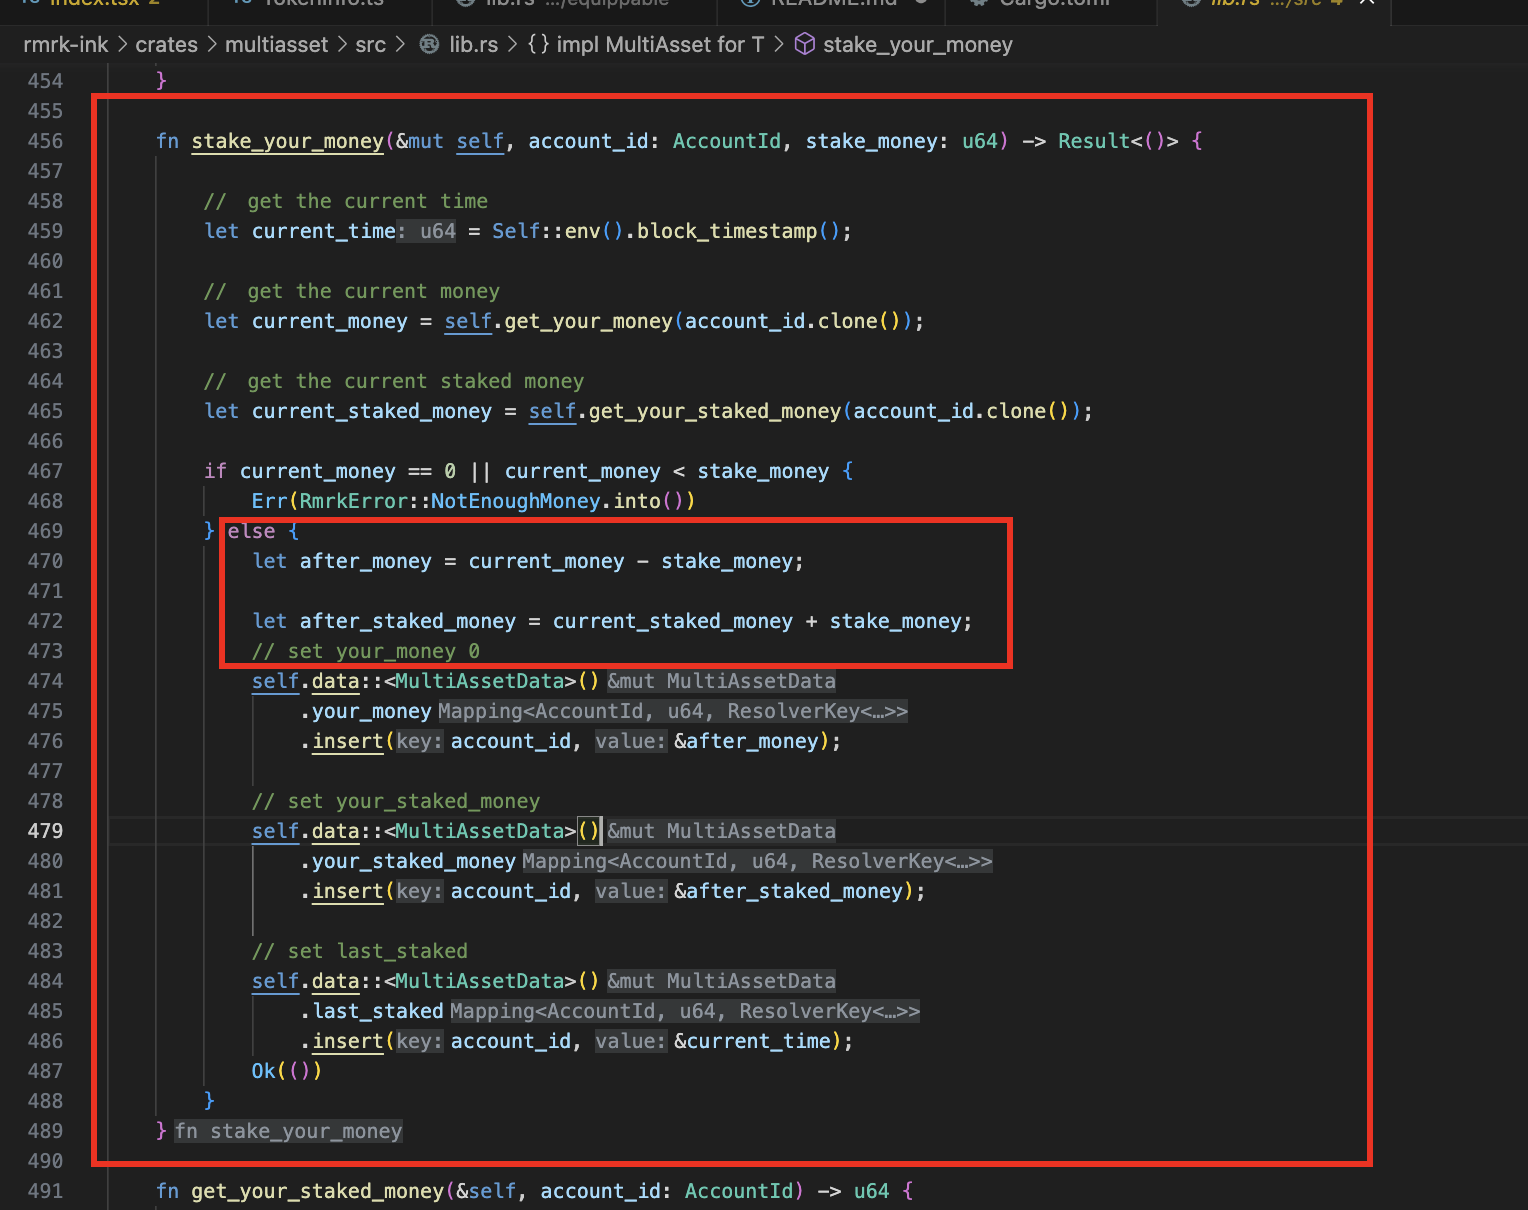 index.tsx 2 TokenInfo.ts lib.rs .../equippable README.md Cargo.toml lib.rs .../src 4
rmrk-ink > crates > multiasset > src > lib.rs > {} impl MultiAsset for T > stake_your_money
454 }
455
456 fn stake_your_money(&mut self, account_id: AccountId, stake_money: u64) -> Result<()> {
457
458 // get the current time
459 let current_time: u64 = Self::env().block_timestamp();
460
461 // get the current money
462 let current_money = self.get_your_money(account_id.clone());
463
464 // get the current staked money
465 let current_staked_money = self.get_your_staked_money(account_id.clone());
466
467 if current_money == 0 || current_money < stake_money {
468 Err(RmrkError::NotEnoughMoney.into())
469 } else {
470 let after_money = current_money - stake_money;
471
472 let after_staked_money = current_staked_money + stake_money;
473 // set your_money 0
474 self.data::<MultiAssetData>() &mut MultiAssetData
475 .your_money Mapping<AccountId, u64, ResolverKey<…>>
476 .insert(key: account_id, value: &after_money);
477
478 // set your_staked_money
479 self.data::<MultiAssetData>() &mut MultiAssetData
480 .your_staked_money Mapping<AccountId, u64, ResolverKey<…>>
481 .insert(key: account_id, value: &after_staked_money);
482
483 // set last_staked
484 self.data::<MultiAssetData>() &mut MultiAssetData
485 .last_staked Mapping<AccountId, u64, ResolverKey<…>>
486 .insert(key: account_id, value: &current_time);
487 Ok(())
488 }
489 } fn stake_your_money
490
491 fn get_your_staked_money(&self, account_id: AccountId) -> u64 {